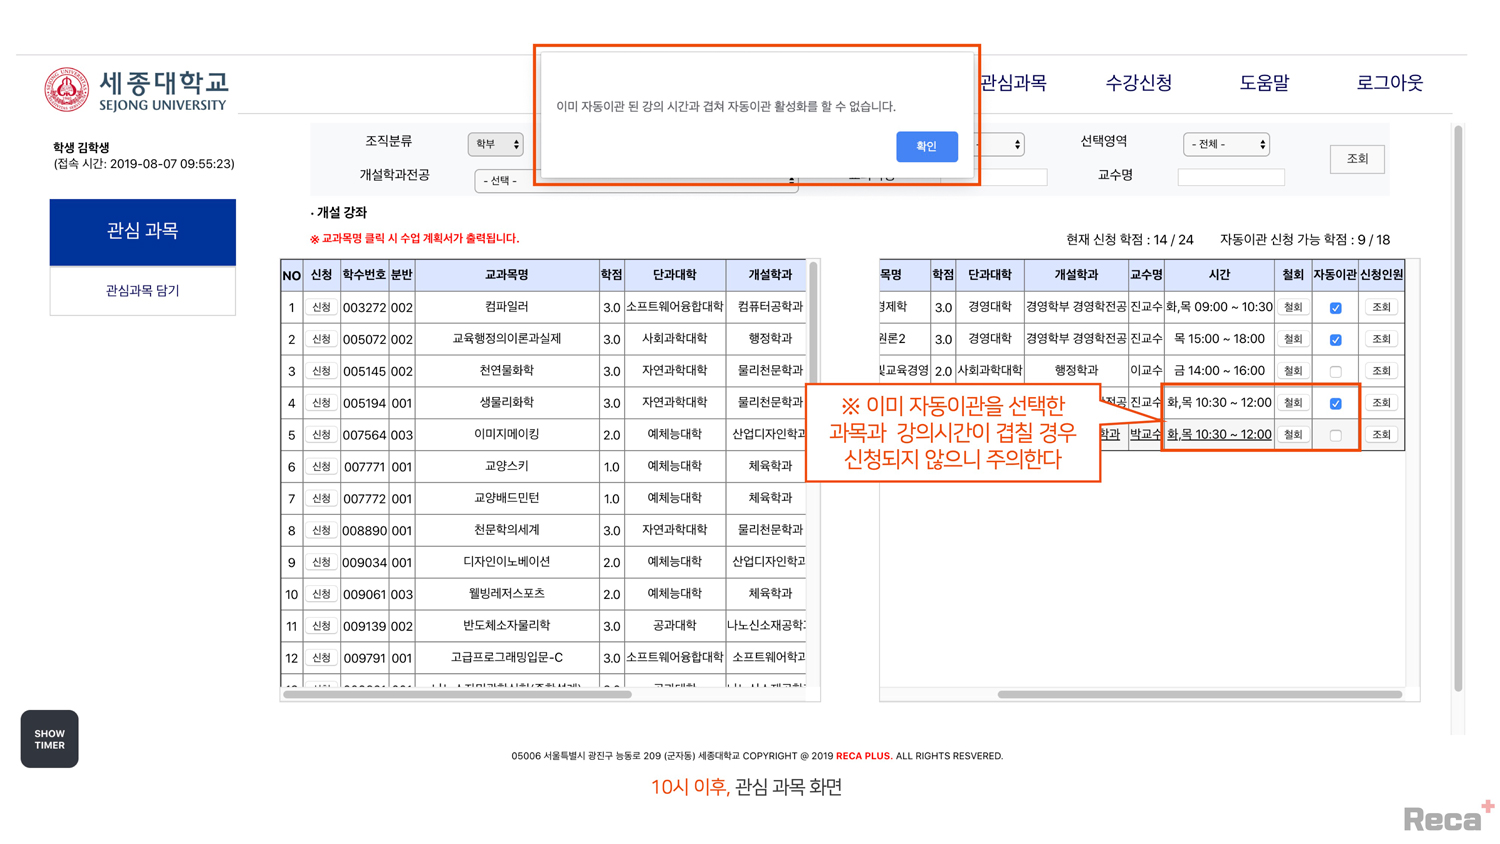 세종대학교
SEJONG UNIVERSITY
이미 자동이관 된 강의 시간과 겹쳐 자동이관 활성화를 할 수 없습니다.
확인
관심과목 수강신청 도움말 로그아웃
학생 김학생
(접속 시간: 2019-08-07 09:55:23)
관심 과목
관심과목 담기
조직분류 학부 선택영역 - 전체 - 조회
개설학과전공 - 선택 - 교수명
· 개설 강좌
※ 교과목명 클릭 시 수업 계획서가 출력됩니다.
현재 신청 학점 : 14 / 24 자동이관 신청 가능 학점 : 9 / 18
NO 신청 학수번호 분반 교과목명 학점 단과대학 개설학과
1 신청 003272 002 컴파일러 3.0 소프트웨어융합대학 컴퓨터공학과
2 신청 005072 002 교육행정의이론과실제 3.0 사회과학대학 행정학과
3 신청 005145 002 천연물화학 3.0 자연과학대학 물리천문학과
4 신청 005194 001 생물리화학 3.0 자연과학대학 물리천문학과
5 신청 007564 003 이미지메이킹 2.0 예체능대학 산업디자인학과
6 신청 007771 001 교양스키 1.0 예체능대학 체육학과
7 신청 007772 001 교양배드민턴 1.0 예체능대학 체육학과
8 신청 008890 001 천문학의세계 3.0 자연과학대학 물리천문학과
9 신청 009034 001 디자인이노베이션 2.0 예체능대학 산업디자인학과
10 신청 009061 003 웰빙레저스포츠 2.0 예체능대학 체육학과
11 신청 009139 002 반도체소자물리학 3.0 공과대학 나노신소재공학
12 신청 009791 001 고급프로그래밍입문-C 3.0 소프트웨어융합대학 소프트웨어학과
목명 학점 단과대학 개설학과 교수명 시간 철회 자동이관 신청인원
경제학 3.0 경영대학 경영학부 경영학전공 진교수 화,목 09:00 ~ 10:30 철회 조회
원론2 3.0 경영대학 경영학부 경영학전공 진교수 목 15:00 ~ 18:00 철회 조회
및교육경영 2.0 사회과학대학 행정학과 이교수 금 14:00 ~ 16:00 철회 조회
전공 진교수 화,목 10:30 ~ 12:00 철회 조회
학과 박교수 화,목 10:30 ~ 12:00 철회 조회
※ 이미 자동이관을 선택한
과목과 강의시간이 겹칠 경우
신청되지 않으니 주의한다
SHOW
TIMER
05006 서울특별시 광진구 능동로 209 (군자동) 세종대학교 COPYRIGHT @ 2019 RECA PLUS. ALL RIGHTS RESVERED.
10시 이후, 관심 과목 화면
Reca+